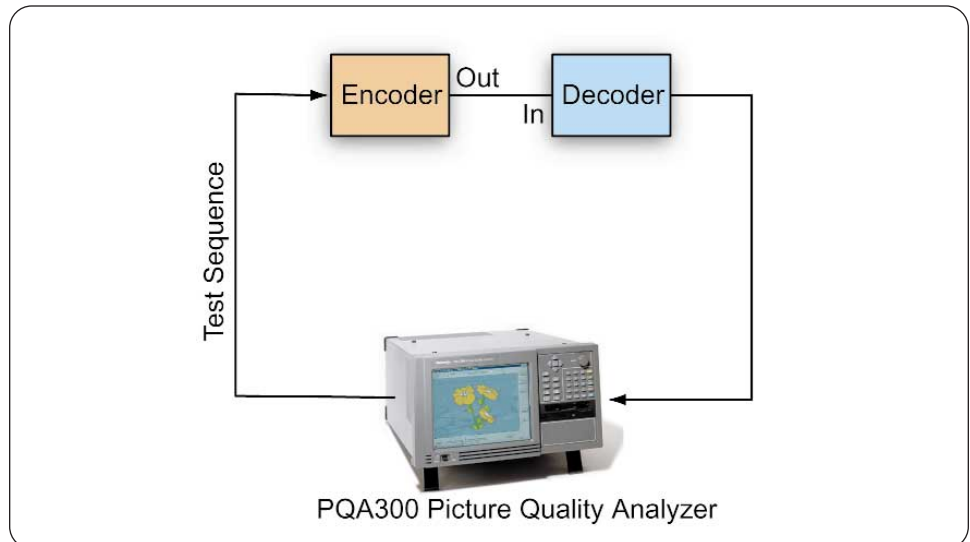 Encoder
Out
In
Decoder
Test Sequence
PQA300 Picture Quality Analyzer